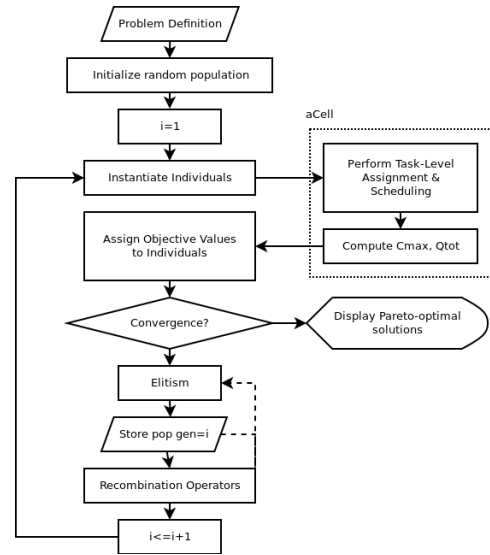 Problem Definition
Initialize random population
i=1
aCell
Instantiate Individuals
Perform Task-Level
Assignment &
Scheduling
Assign Objective Values
to Individuals
Compute Cmax, Qtot
Convergence?
Display Pareto-optimal
solutions
Elitism
Store pop gen=i
Recombination Operators
i<=i+1